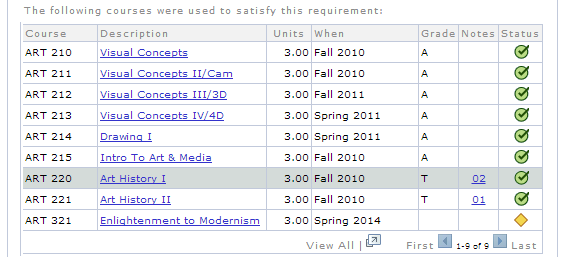 The following courses were used to satisfy this requirement:
Course Description Units When Grade Notes Status
ART 210 Visual Concepts 3.00 Fall 2010 A
ART 211 Visual Concepts II/Cam 3.00 Fall 2010 A
ART 212 Visual Concepts III/3D 3.00 Fall 2011 A
ART 213 Visual Concepts IV/4D 3.00 Spring 2011 A
ART 214 Drawing I 3.00 Spring 2011 A
ART 215 Intro To Art & Media 3.00 Fall 2010 A
ART 220 Art History I 3.00 Fall 2010 T 02
ART 221 Art History II 3.00 Fall 2010 T 01
ART 321 Enlightenment to Modernism 3.00 Spring 2014
View All | First 1-9 of 9 Last